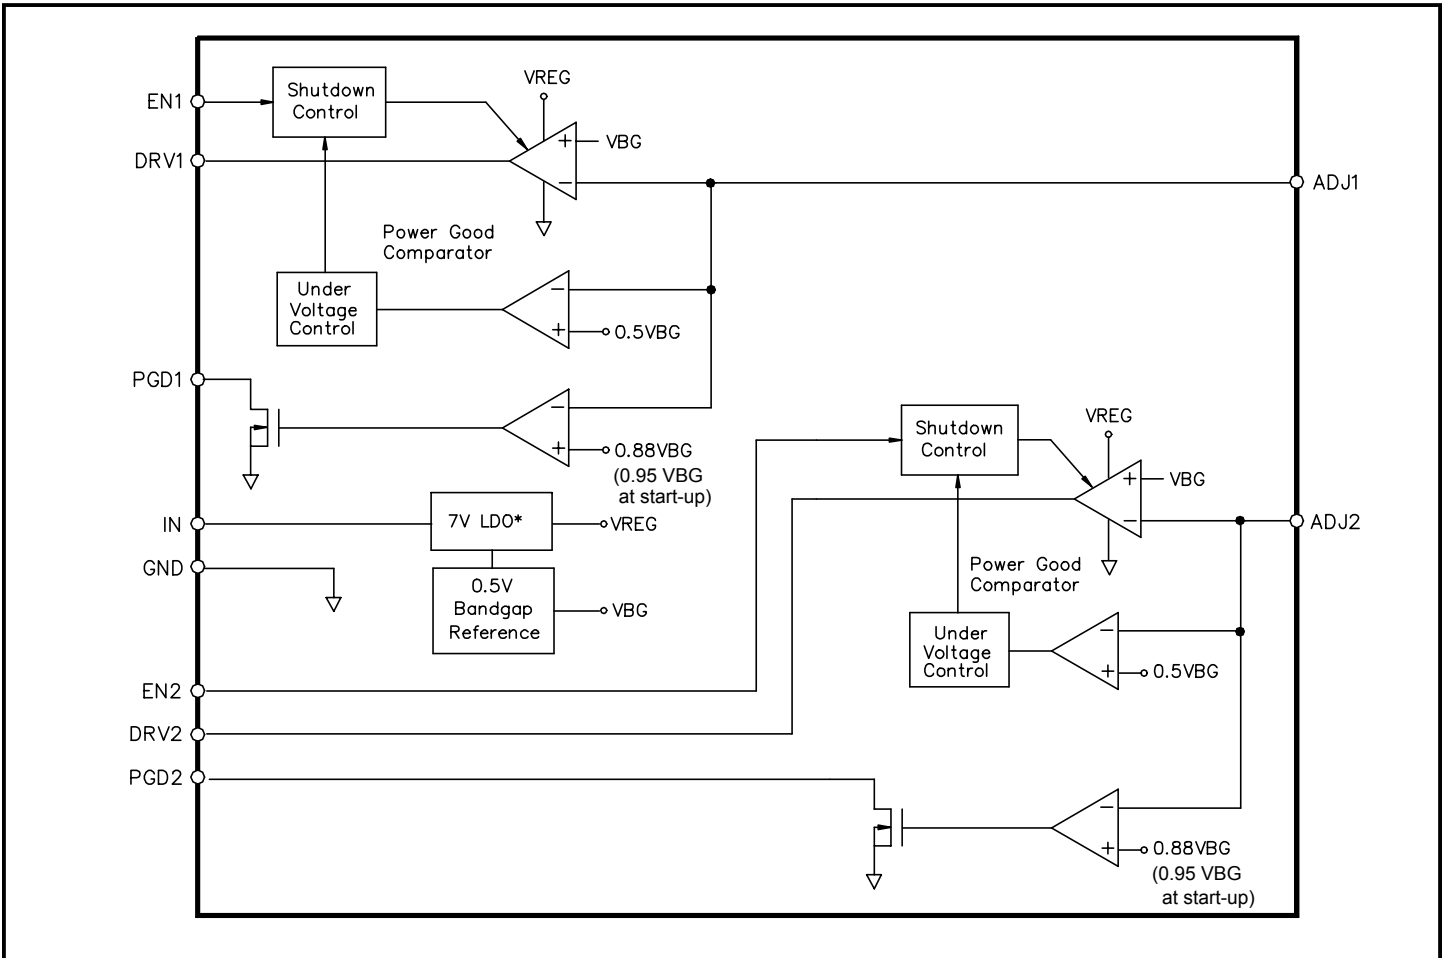 EN1
Shutdown
Control
VREG
+ VBG
DRV1
−
ADJ1
Power Good
Comparator
Under
Voltage
Control
−
+ 0.5VBG
PGD1
−
+ 0.88VBG
(0.95 VBG
at start-up)
IN
7V LDO*
VREG
GND
0.5V
Bandgap
Reference
VBG
Shutdown
Control
VREG
+ VBG
−
ADJ2
Power Good
Comparator
Under
Voltage
Control
−
+ 0.5VBG
EN2
DRV2
PGD2
−
+ 0.88VBG
(0.95 VBG
at start-up)